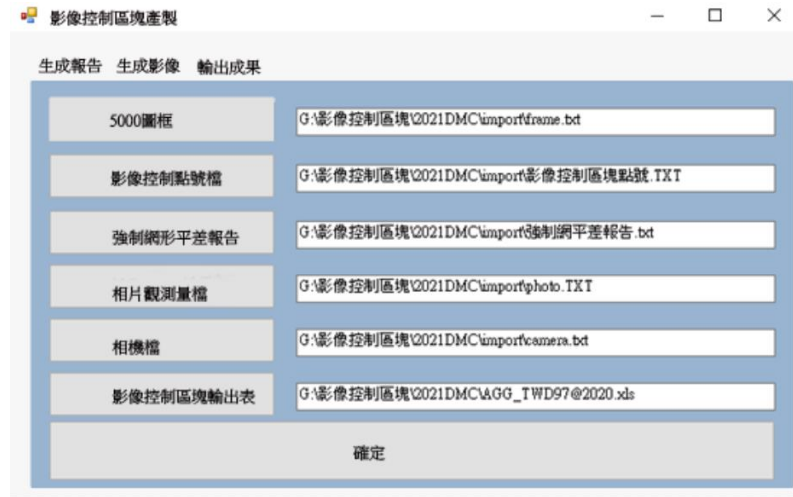 影像控制區塊產製
生成報告 生成影像 輸出成果
5000圖框 G:\影像控制區塊\2021DMC\import\frame.txt
影像控制點號檔 G:\影像控制區塊\2021DMC\import\影像控制區塊點號.TXT
強制網形平差報告 G:\影像控制區塊\2021DMC\import\強制網平差報告.txt
相片觀測量檔 G:\影像控制區塊\2021DMC\import\photo.TXT
相機檔 G:\影像控制區塊\2021DMC\import\camera.txt
影像控制區塊輸出表 G:\影像控制區塊\2021DMC\AGG_TWD97@2020.xls
確定